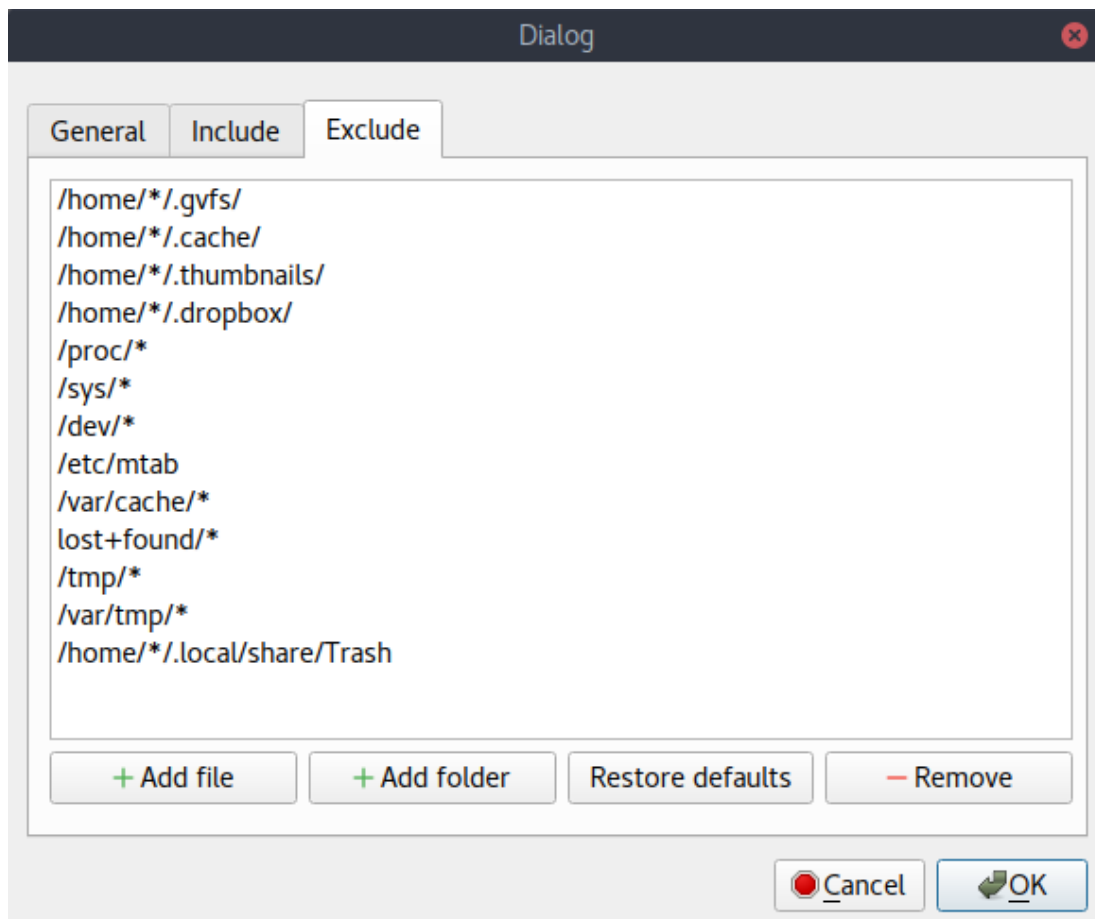 Dialog
General Include Exclude
/home/*/.gvfs/
/home/*/.cache/
/home/*/.thumbnails/
/home/*/.dropbox/
/proc/*
/sys/*
/dev/*
/etc/mtab
/var/cache/*
lost+found/*
/tmp/*
/var/tmp/*
/home/*/.local/share/Trash
+ Add file + Add folder Restore defaults − Remove
Cancel OK